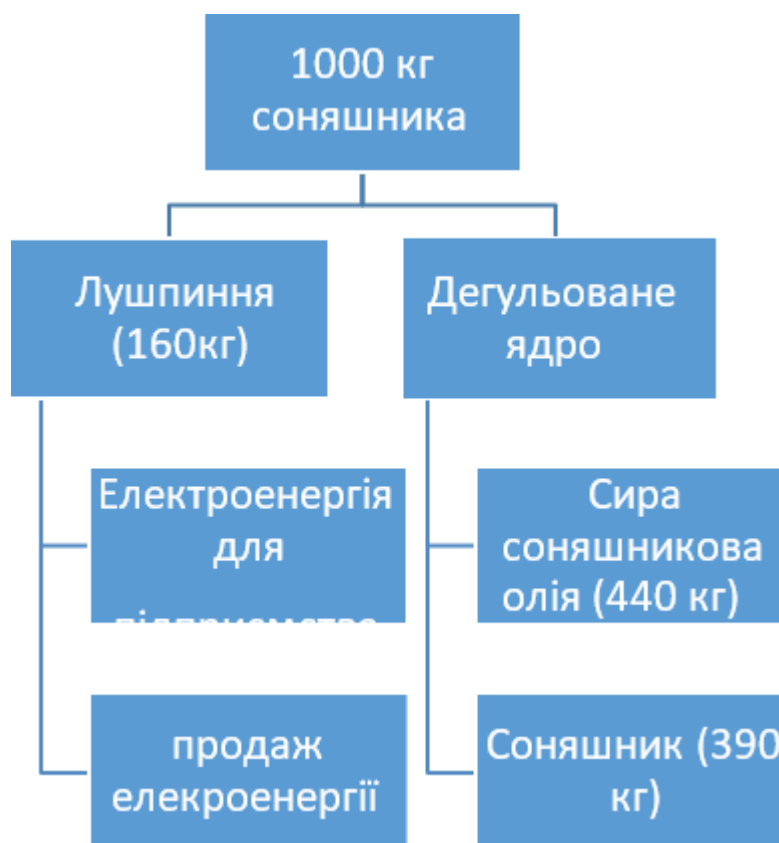 1000 кг
соняшника
Лушпиння
(160кг)
Дегульоване
ядро
Електроенергія
для
Сира
соняшникова
олія (440 кг)
продаж
елекроенергії
Соняшник (390
кг)